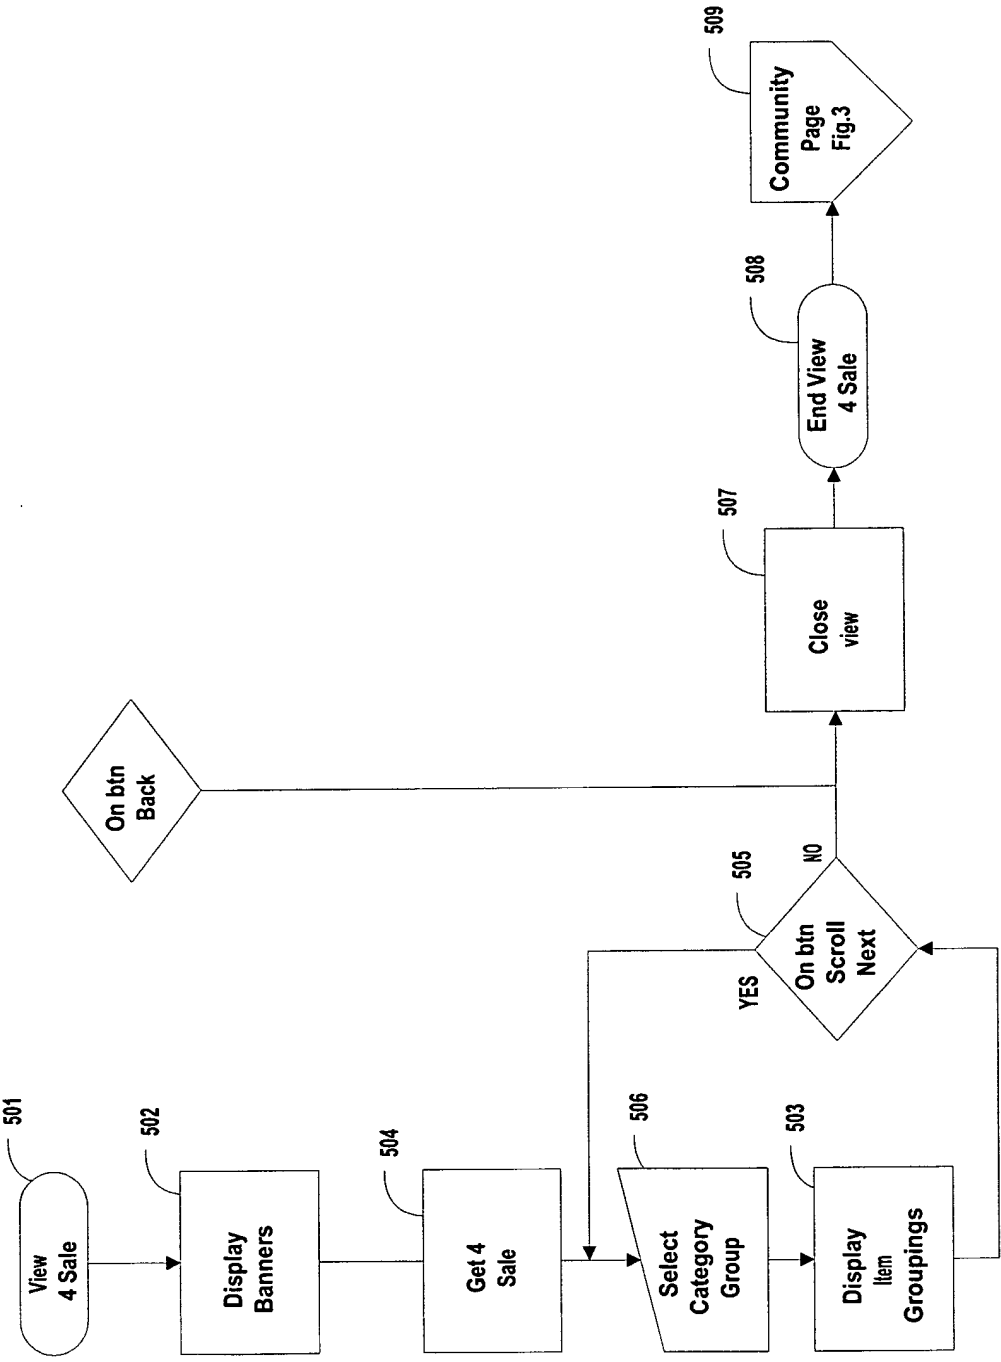 501
View
4 Sale
502
Display
Banners
504
Get 4
Sale
506
Select
Category
Group
503
Display
Item
Groupings
On btn
Back
505
On btn
Scroll
Next
YES
NO
507
Close
view
508
End View
4 Sale
509
Community
Page
Fig.3